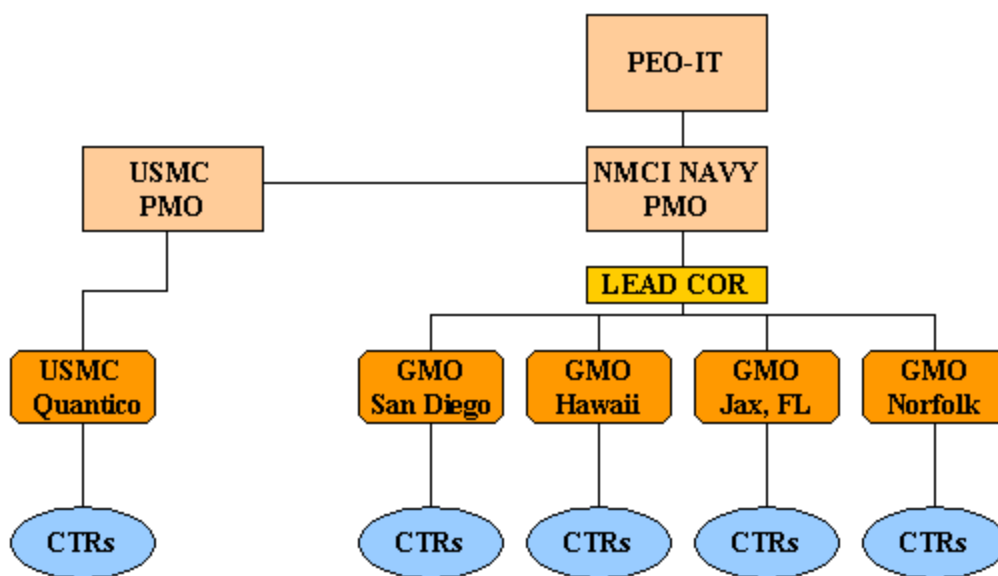 PEO-IT
USMC
PMO
NMCI NAVY
PMO
LEAD COR
USMC
Quantico
GMO
San Diego
GMO
Hawaii
GMO
Jax, FL
GMO
Norfolk
CTRs
CTRs
CTRs
CTRs
CTRs